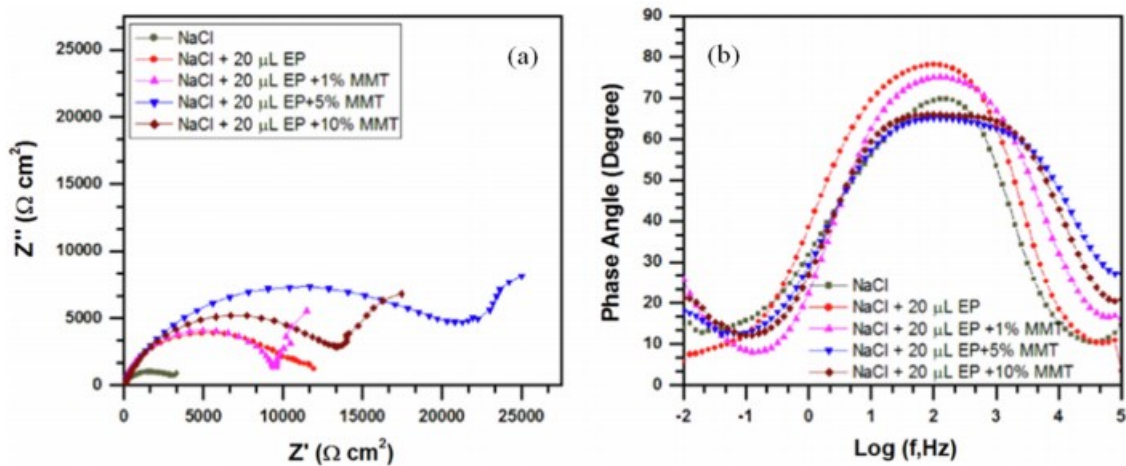 NaCl
NaCl + 20 μL EP
NaCl + 20 μL EP +1% MMT
NaCl + 20 μL EP+5% MMT
NaCl + 20 μL EP +10% MMT
(a)
25000
20000
15000
10000
5000
0
Z'' (Ω cm²)
0 5000 10000 15000 20000 25000
Z' (Ω cm²)
90
80
70
60
50
40
30
20
10
0
Phase Angle (Degree)
(b)
NaCl
NaCl + 20 μL EP
NaCl + 20 μL EP +1% MMT
NaCl + 20 μL EP+5% MMT
NaCl + 20 μL EP +10% MMT
-2 -1 0 1 2 3 4 5
Log (f,Hz)